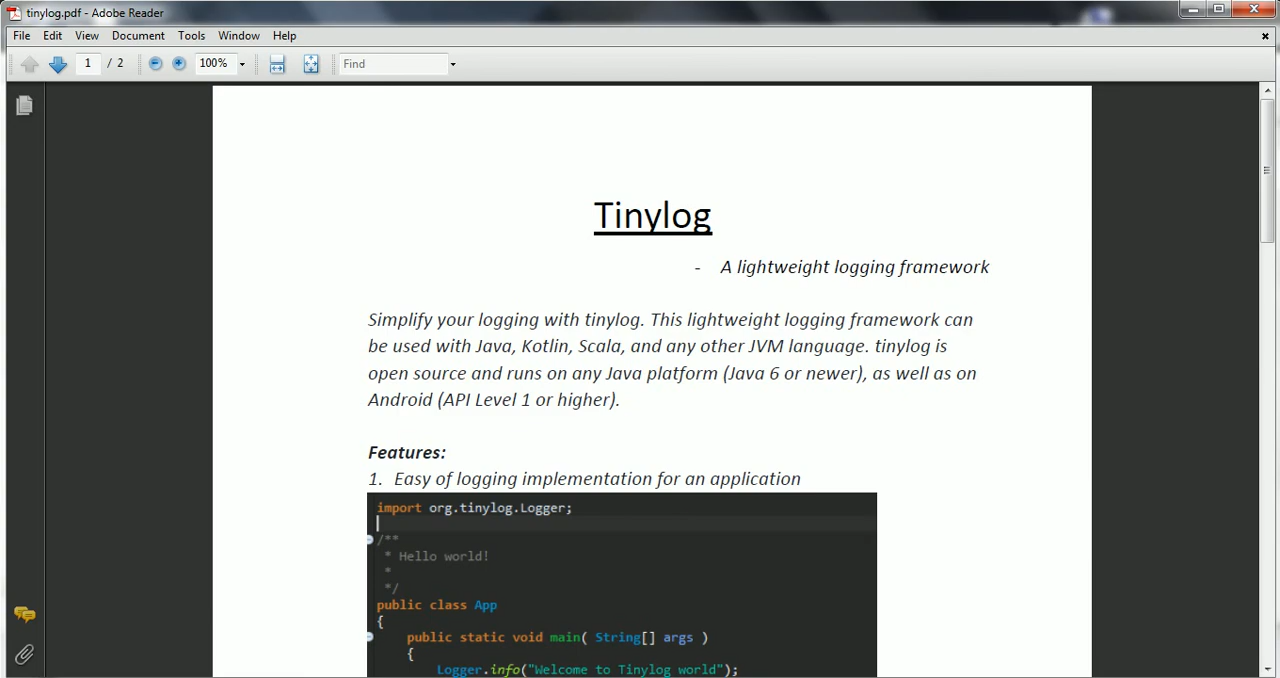 tinylog.pdf - Adobe Reader
File Edit View Document Tools Window Help
1 / 2 100% Find
Tinylog
- A lightweight logging framework
Simplify your logging with tinylog. This lightweight logging framework can
be used with Java, Kotlin, Scala, and any other JVM language. tinylog is
open source and runs on any Java platform (Java 6 or newer), as well as on
Android (API Level 1 or higher).
Features:
1. Easy of logging implementation for an application
import org.tinylog.Logger;
/**
* Hello world!
*
*/
public class App
{
public static void main( String[] args )
{
Logger.info("Welcome to Tinylog world");